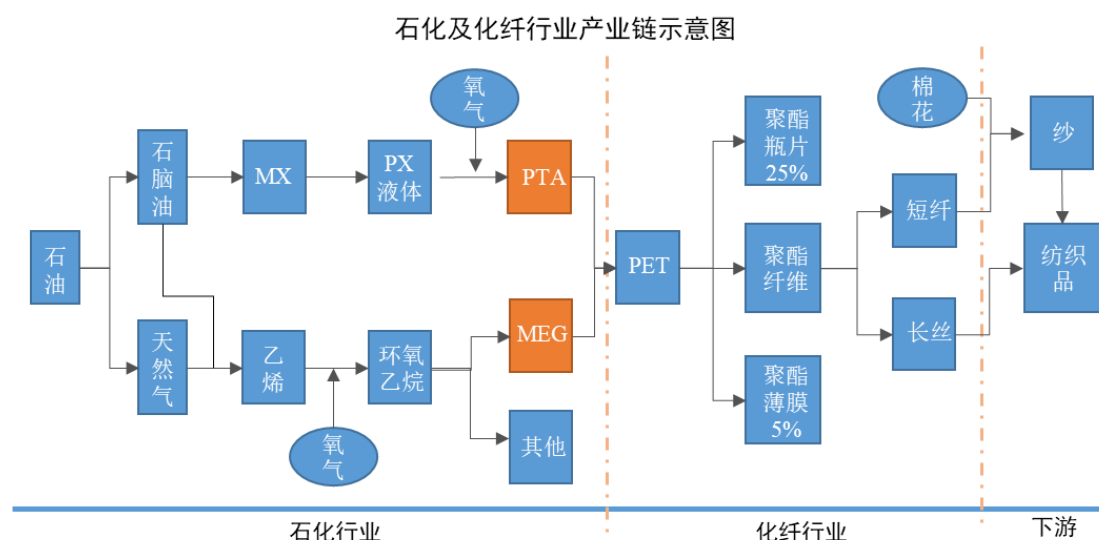 石化及化纤行业产业链示意图
氧
气
棉
花
石
脑
油
MX
PX
液体
PTA
聚酯
瓶片
25%
纱
短纤
石
油
PET
聚酯
纤维
纺织
品
天
然
气
乙
烯
环氧
乙烷
MEG
长丝
聚酯
薄膜
5%
其他
氧
气
石化行业
化纤行业
下游